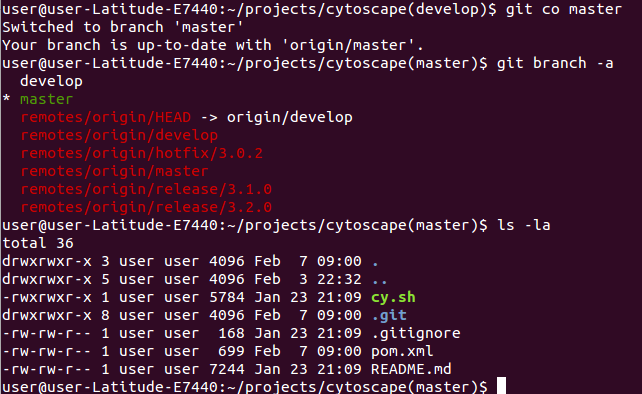 user@user-Latitude-E7440:~/projects/cytoscape(develop)$ git co master
Switched to branch 'master'
Your branch is up-to-date with 'origin/master'.
user@user-Latitude-E7440:~/projects/cytoscape(master)$ git branch -a
  develop
* master
  remotes/origin/HEAD -> origin/develop
  remotes/origin/develop
  remotes/origin/hotfix/3.0.2
  remotes/origin/master
  remotes/origin/release/3.1.0
  remotes/origin/release/3.2.0
user@user-Latitude-E7440:~/projects/cytoscape(master)$ ls -la
total 36
drwxrwxr-x 3 user user 4096 Feb  7 09:00 .
drwxrwxr-x 5 user user 4096 Feb  3 22:32 ..
-rwxrwxr-x 1 user user 5784 Jan 23 21:09 cy.sh
drwxrwxr-x 8 user user 4096 Feb  7 09:00 .git
-rw-rw-r-- 1 user user  168 Jan 23 21:09 .gitignore
-rw-rw-r-- 1 user user  699 Feb  7 09:00 pom.xml
-rw-rw-r-- 1 user user 7244 Jan 23 21:09 README.md
user@user-Latitude-E7440:~/projects/cytoscape(master)$